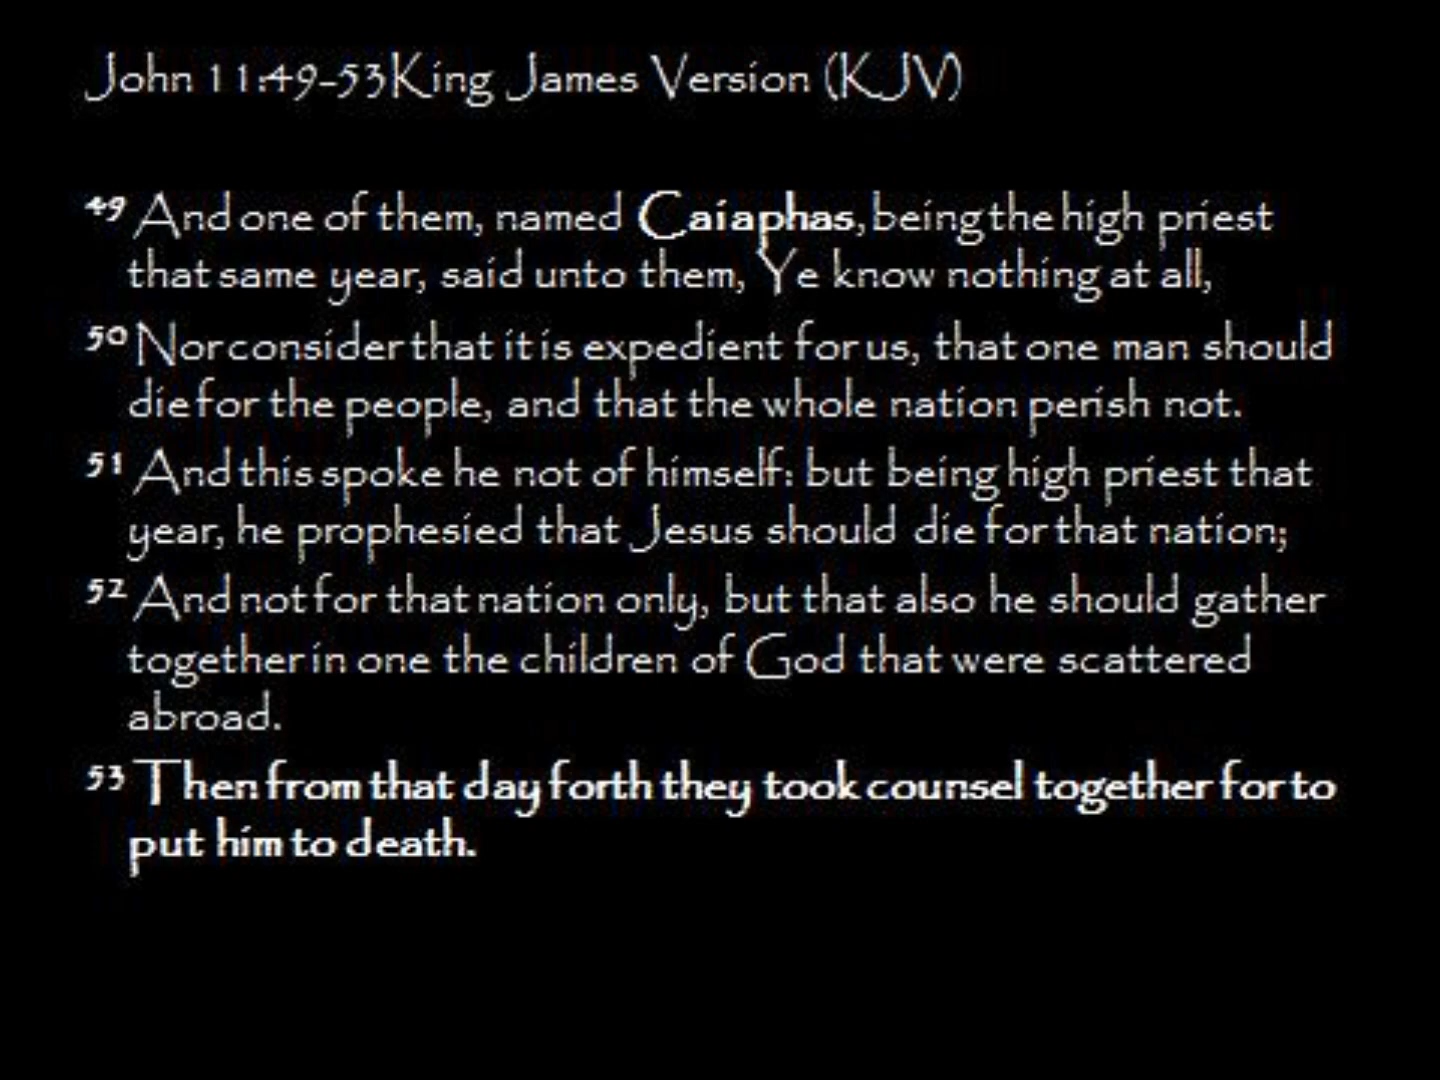 John 11:49-53King James Version (KJV)
49 And one of them, named Caiaphas, being the high priest
that same year, said unto them, Ye know nothing at all,
50 Nor consider that it is expedient for us, that one man should
die for the people, and that the whole nation perish not.
51 And this spoke he not of himself: but being high priest that
year, he prophesied that Jesus should die for that nation;
52 And not for that nation only, but that also he should gather
together in one the children of God that were scattered
abroad.
53 Then from that day forth they took counsel together for to
put him to death.